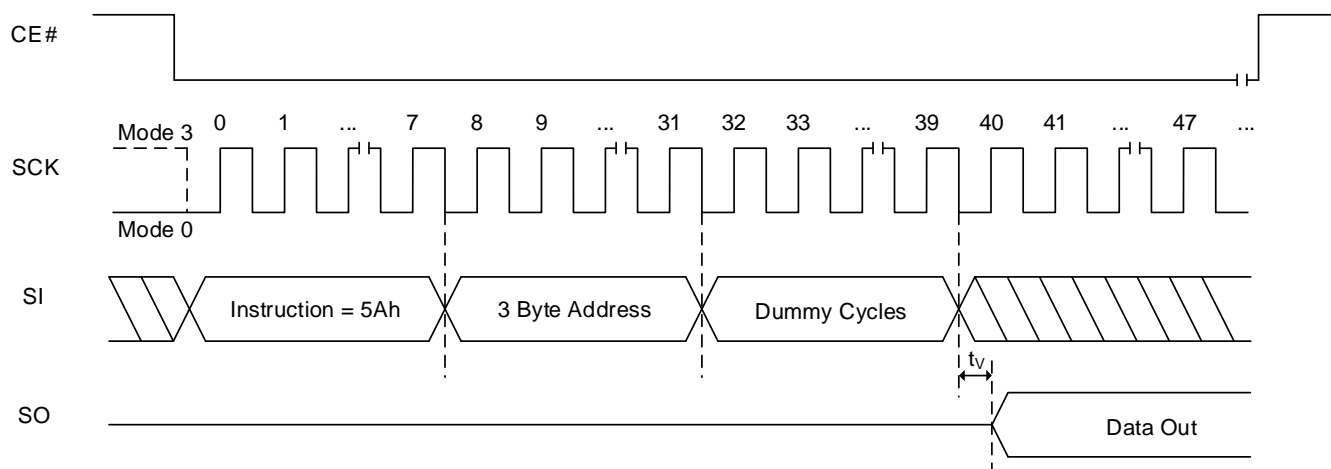 CE#
0 1 ... 7 8 9 ... 31 32 33 ... 39 40 41 ... 47 ...
Mode 3
SCK
Mode 0
SI Instruction = 5Ah 3 Byte Address Dummy Cycles
tV
SO Data Out